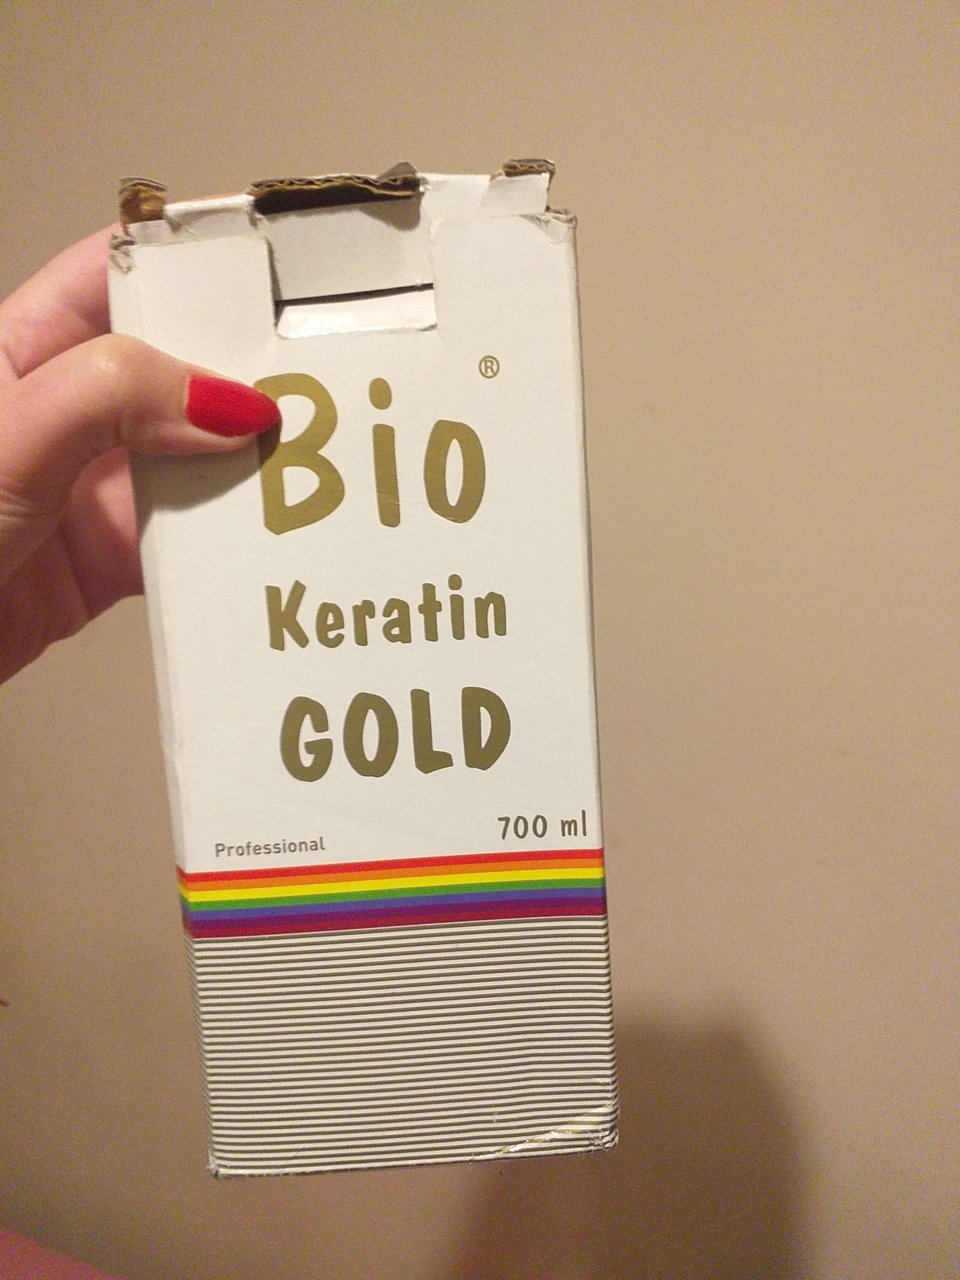 Bio ®
Keratin
GOLD
700 ml
Professional